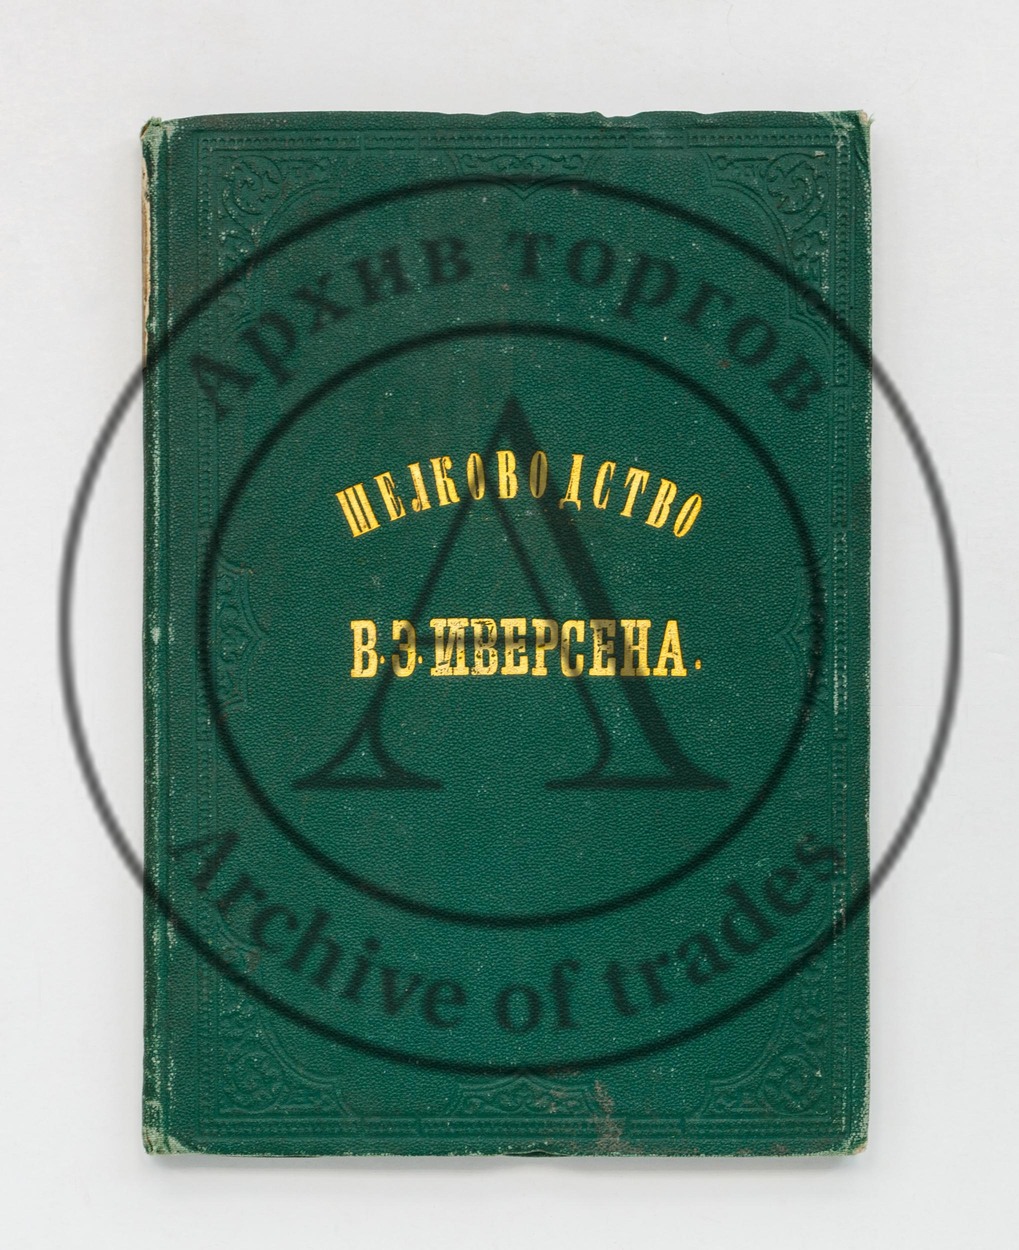 Архив торгов
ШЕЛКОВОДСТВО
В. Э. ИВЕРСЕНА.
А
Archive of trades